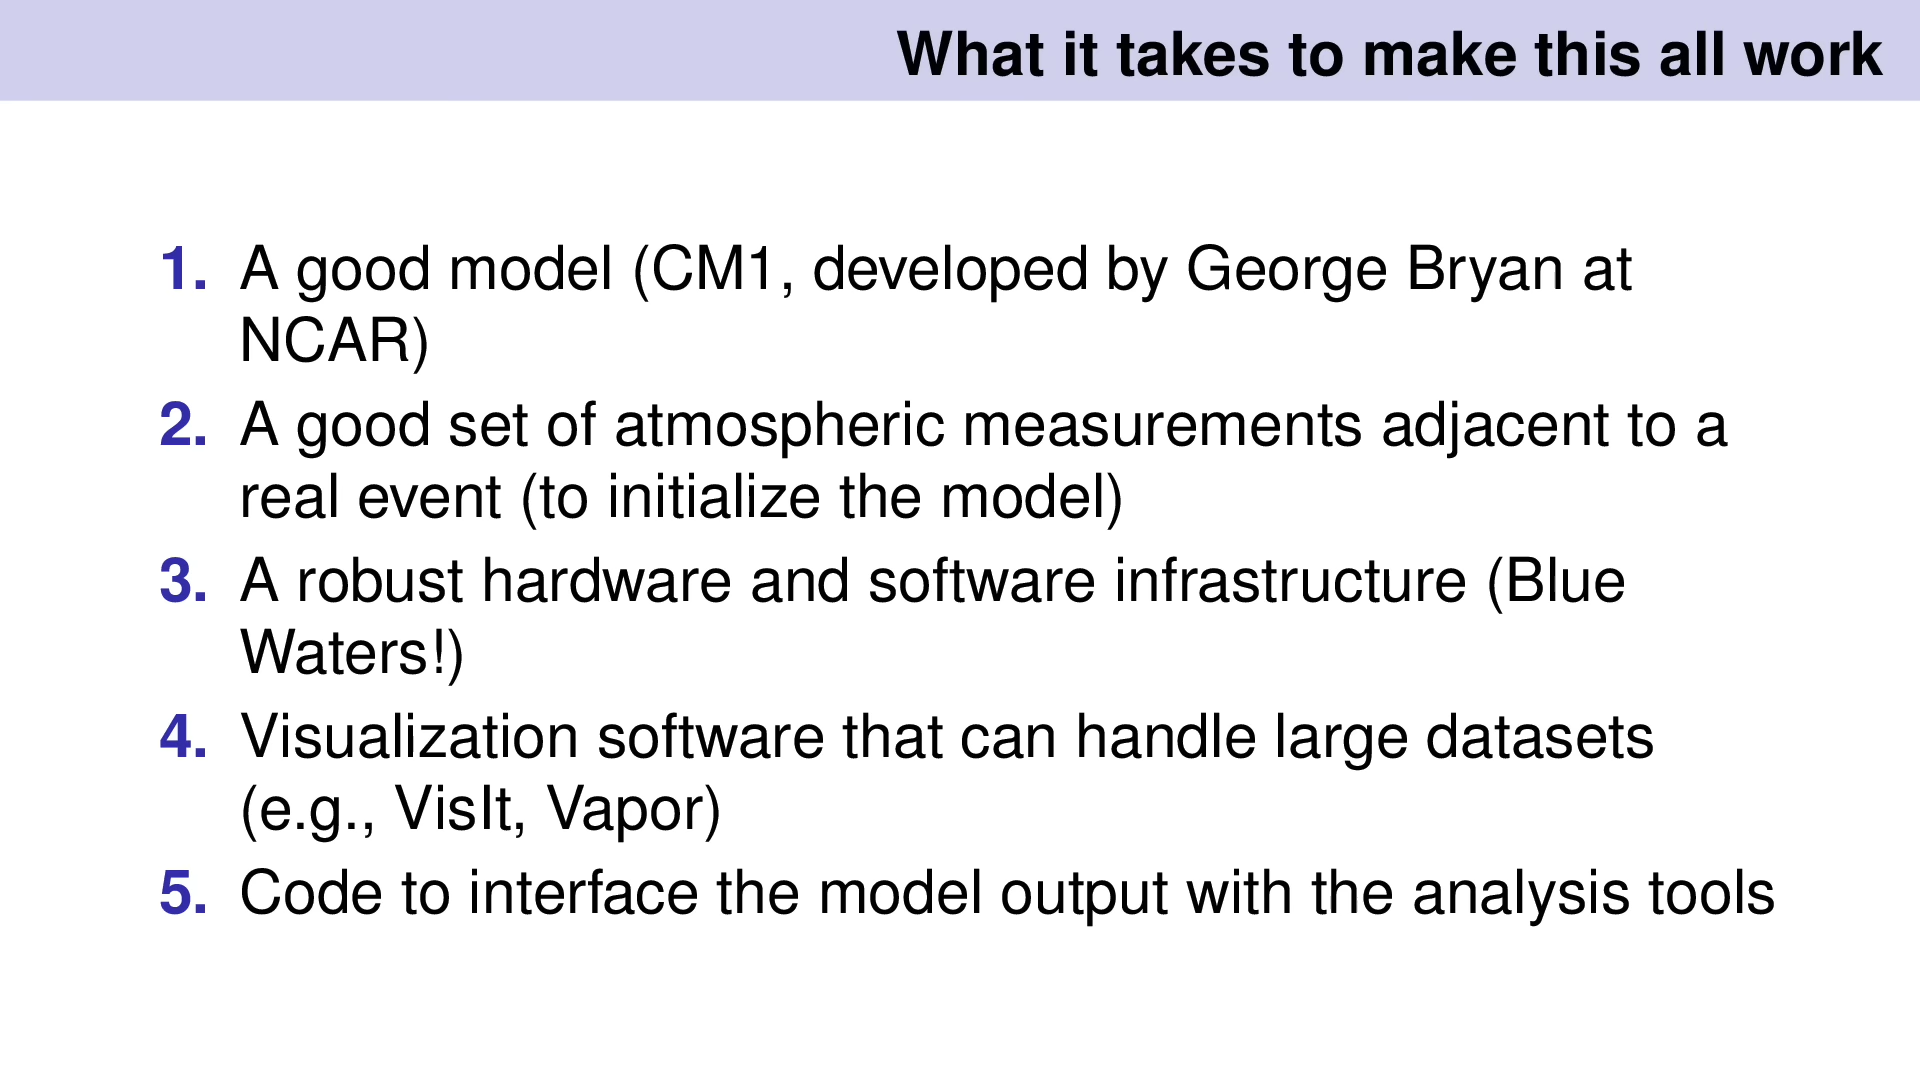 What it takes to make this all work
1. A good model (CM1, developed by George Bryan at
NCAR)
2. A good set of atmospheric measurements adjacent to a
real event (to initialize the model)
3. A robust hardware and software infrastructure (Blue
Waters!)
4. Visualization software that can handle large datasets
(e.g., VisIt, Vapor)
5. Code to interface the model output with the analysis tools